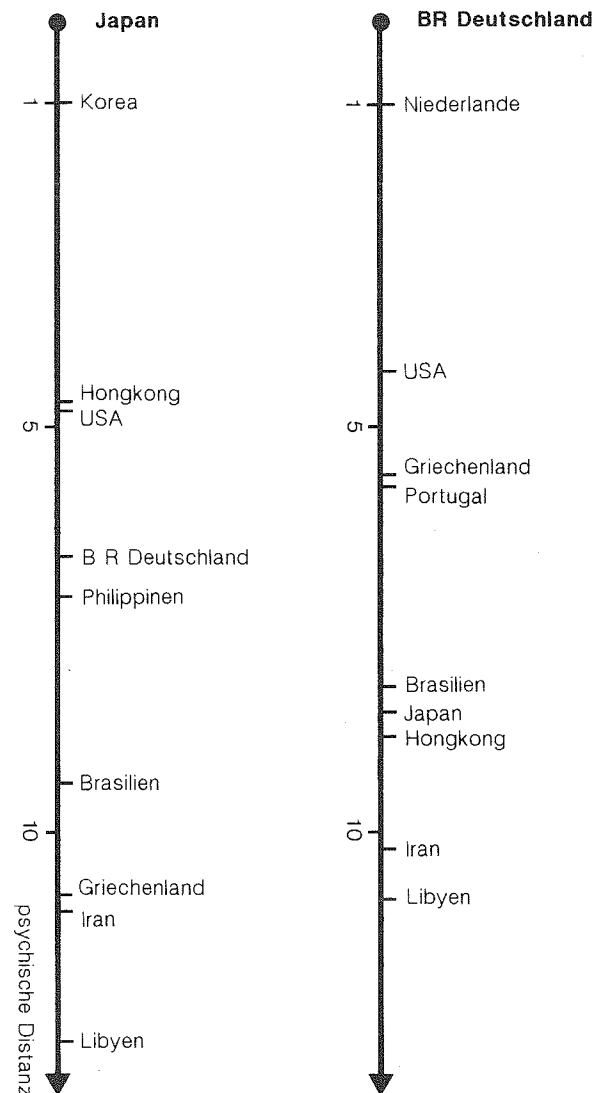 Japan
1
Korea
Hongkong
USA
5
B R Deutschland
Philippinen
Brasilien
10
Griechenland
Iran
Libyen
psychische Distanz
BR Deutschland
1
Niederlande
USA
5
Griechenland
Portugal
Brasilien
Japan
Hongkong
10
Iran
Libyen